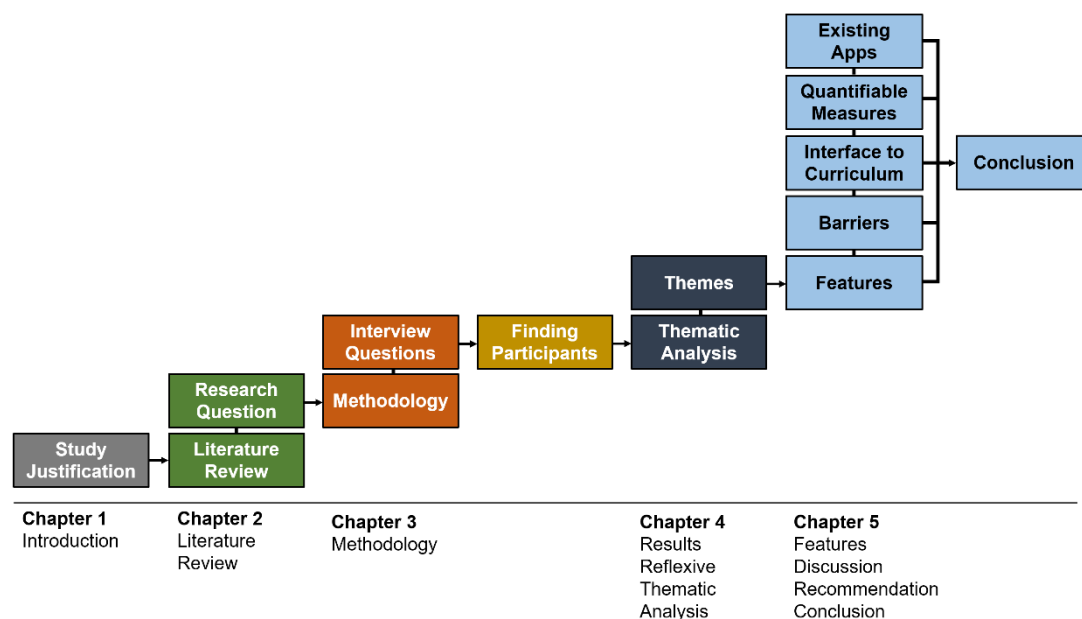 Existing
Apps
Quantifiable
Measures
Interface to
Curriculum
Conclusion
Barriers
Themes
Features
Interview
Questions
Finding
Participants
Thematic
Analysis
Research
Question
Methodology
Study
Justification
Literature
Review
Chapter 1
Introduction
Chapter 2
Literature
Review
Chapter 3
Methodology
Chapter 4
Results
Reflexive
Thematic
Analysis
Chapter 5
Features
Discussion
Recommendation
Conclusion